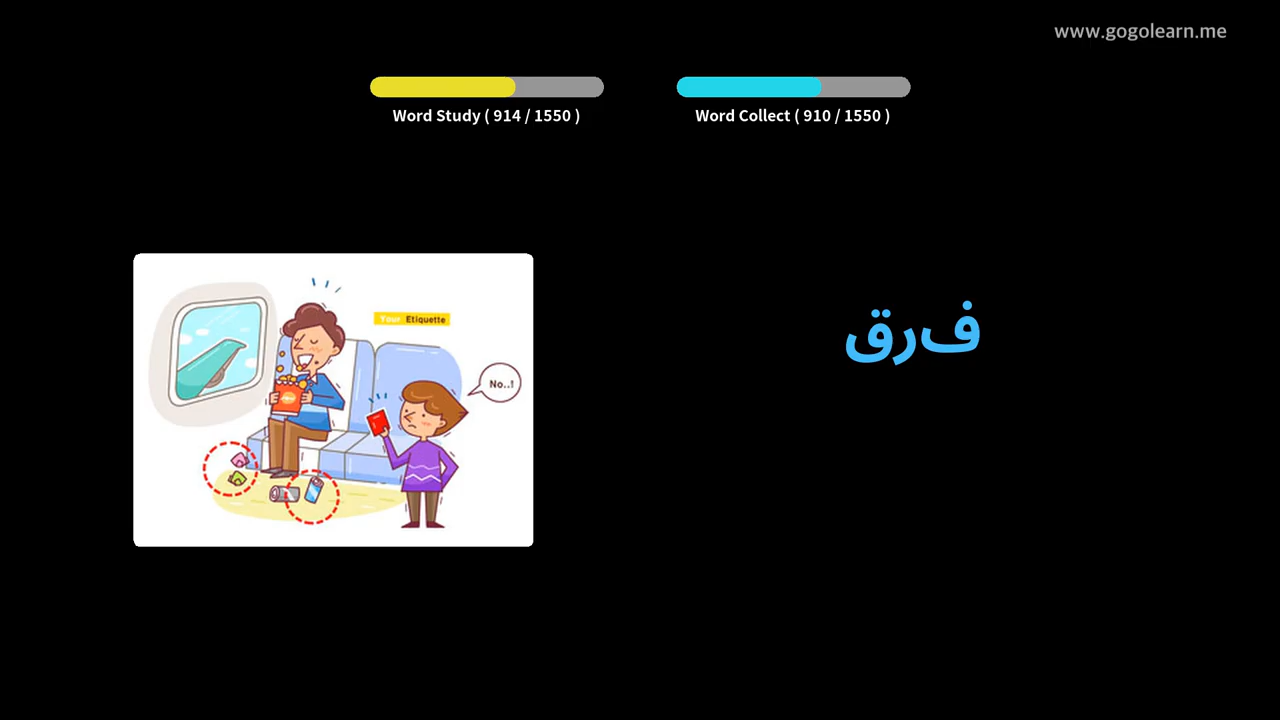 www.gogolearn.me
Word Study ( 914 / 1550 )
Word Collect ( 910 / 1550 )
Your Etiquette
No..!
فرق